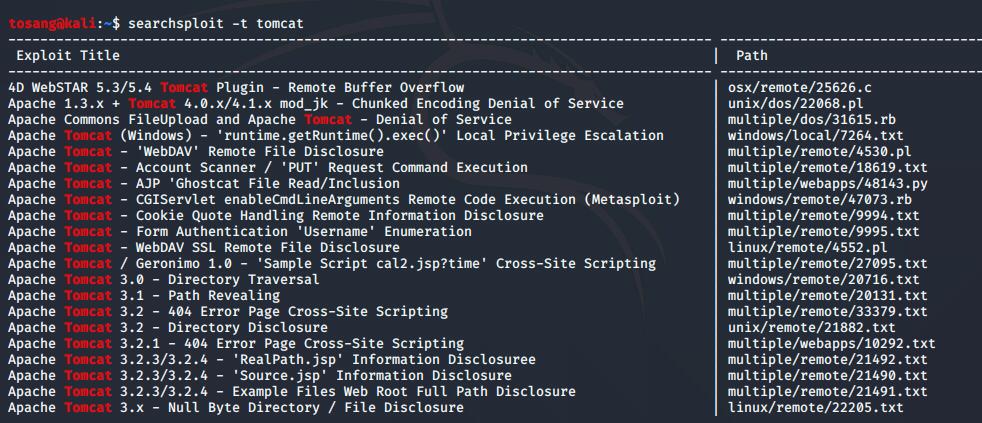 tosang@kali:~$ searchsploit -t tomcat
Exploit Title | Path
4D WebSTAR 5.3/5.4 Tomcat Plugin - Remote Buffer Overflow | osx/remote/25626.c
Apache 1.3.x + Tomcat 4.0.x/4.1.x mod_jk - Chunked Encoding Denial of Service | unix/dos/22068.pl
Apache Commons FileUpload and Apache Tomcat - Denial of Service | multiple/dos/31615.rb
Apache Tomcat (Windows) - 'runtime.getRuntime().exec()' Local Privilege Escalation | windows/local/7264.txt
Apache Tomcat - 'WebDAV' Remote File Disclosure | multiple/remote/4530.pl
Apache Tomcat - Account Scanner / 'PUT' Request Command Execution | multiple/remote/18619.txt
Apache Tomcat - AJP 'Ghostcat File Read/Inclusion | multiple/webapps/48143.py
Apache Tomcat - CGIServlet enableCmdLineArguments Remote Code Execution (Metasploit) | windows/remote/47073.rb
Apache Tomcat - Cookie Quote Handling Remote Information Disclosure | multiple/remote/9994.txt
Apache Tomcat - Form Authentication 'Username' Enumeration | multiple/remote/9995.txt
Apache Tomcat - WebDAV SSL Remote File Disclosure | linux/remote/4552.pl
Apache Tomcat / Geronimo 1.0 - 'Sample Script cal2.jsp?time' Cross-Site Scripting | multiple/remote/27095.txt
Apache Tomcat 3.0 - Directory Traversal | windows/remote/20716.txt
Apache Tomcat 3.1 - Path Revealing | multiple/remote/20131.txt
Apache Tomcat 3.2 - 404 Error Page Cross-Site Scripting | multiple/remote/33379.txt
Apache Tomcat 3.2 - Directory Disclosure | unix/remote/21882.txt
Apache Tomcat 3.2.1 - 404 Error Page Cross-Site Scripting | multiple/webapps/10292.txt
Apache Tomcat 3.2.3/3.2.4 - 'RealPath.jsp' Information Disclosuree | multiple/remote/21492.txt
Apache Tomcat 3.2.3/3.2.4 - 'Source.jsp' Information Disclosure | multiple/remote/21490.txt
Apache Tomcat 3.2.3/3.2.4 - Example Files Web Root Full Path Disclosure | multiple/remote/21491.txt
Apache Tomcat 3.x - Null Byte Directory / File Disclosure | linux/remote/22205.txt